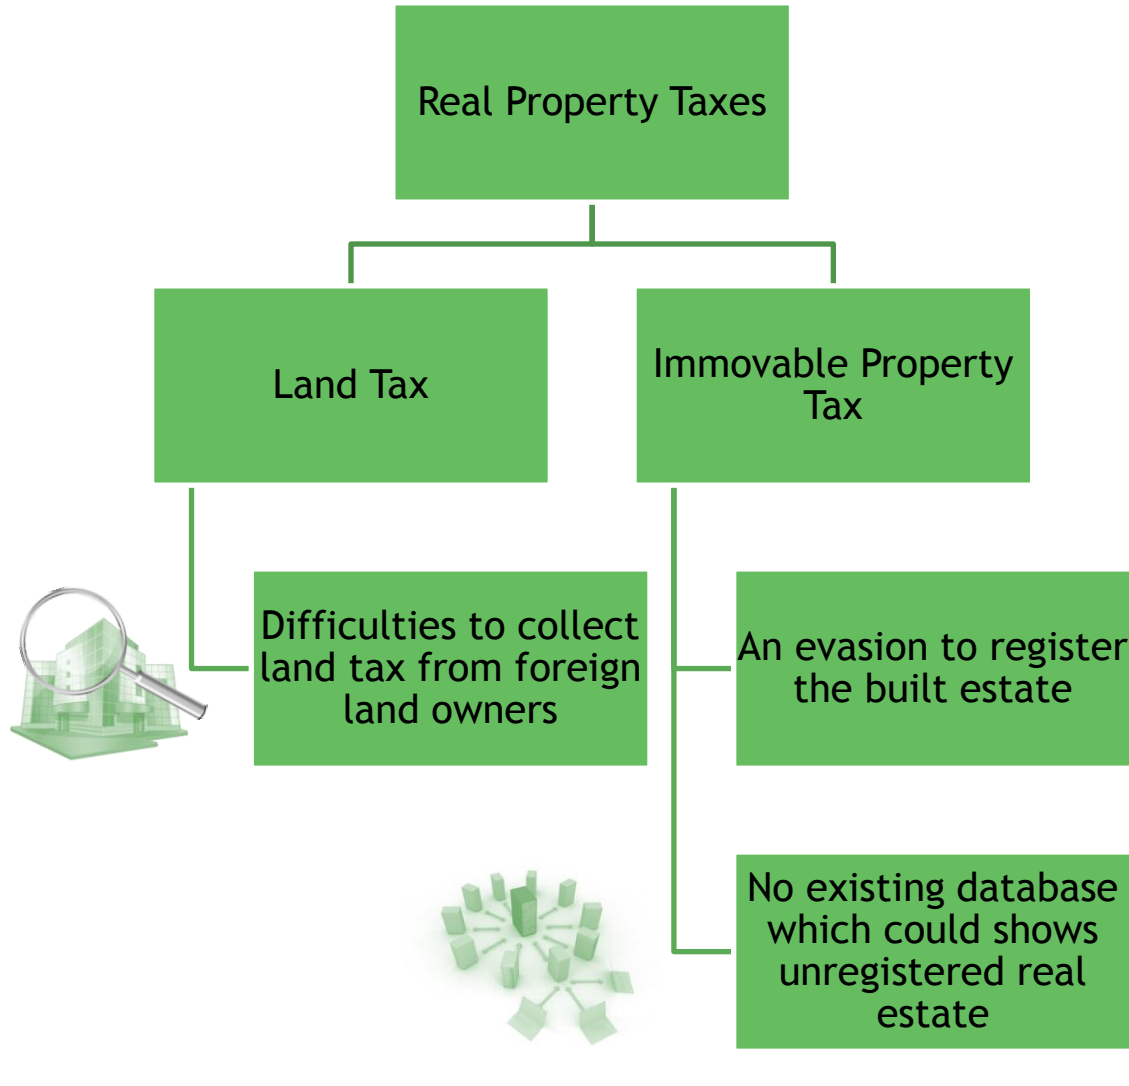 Real Property Taxes
Land Tax
Immovable Property
Tax
Difficulties to collect
land tax from foreign
land owners
An evasion to register
the built estate
No existing database
which could shows
unregistered real
estate